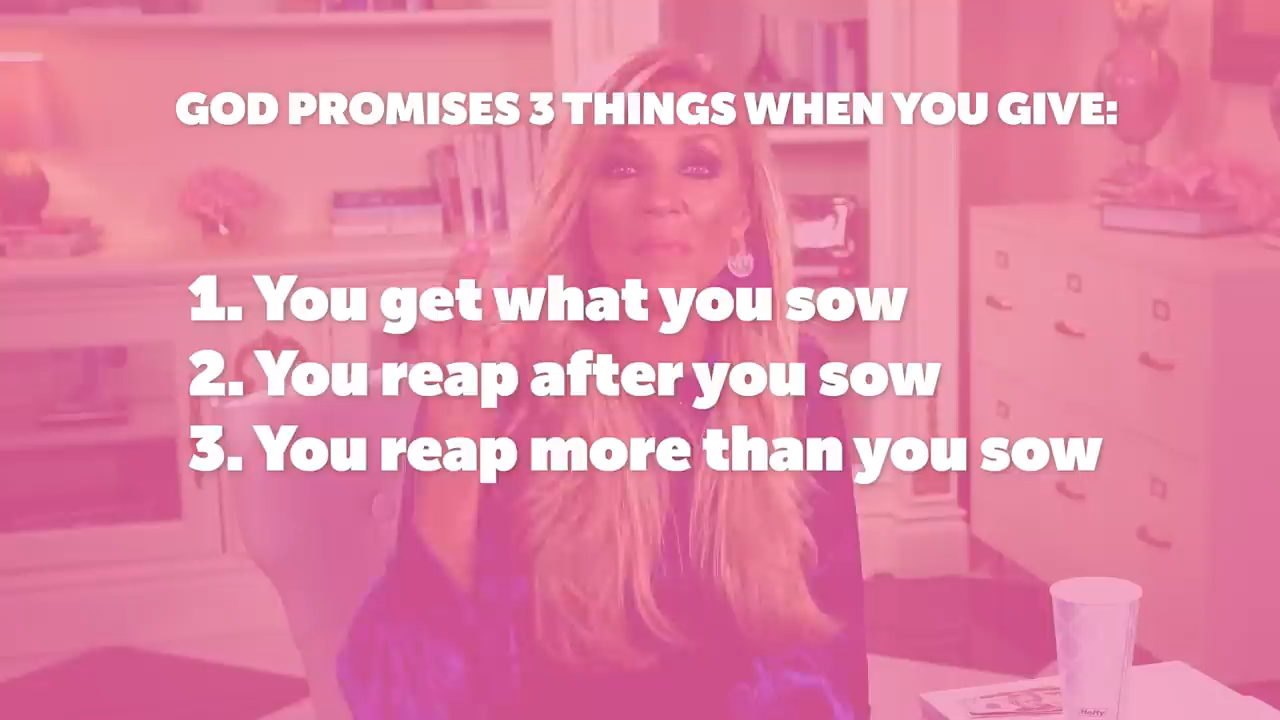 GOD PROMISES 3 THINGS WHEN YOU GIVE:
1. You get what you sow
2. You reap after you sow
3. You reap more than you sow
Hefty